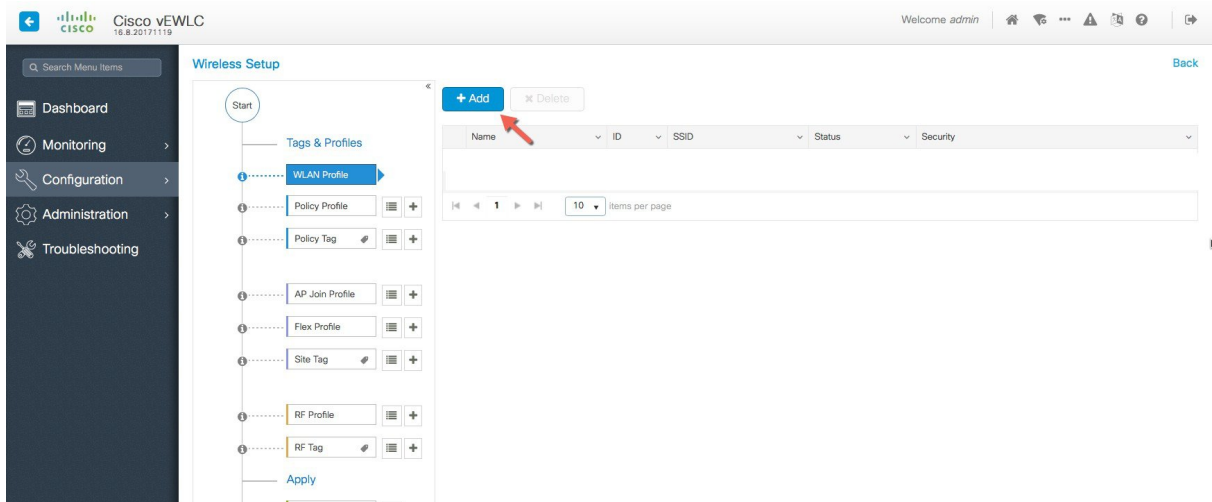 cisco
Cisco vEWLC
16.8.20171119
Welcome admin
Search Menu Items
Dashboard
Monitoring
Configuration
Administration
Troubleshooting
Wireless Setup
Back
Start
Tags & Profiles
WLAN Profile
Policy Profile
Policy Tag
AP Join Profile
Flex Profile
Site Tag
RF Profile
RF Tag
Apply
+ Add
✖ Delete
Name ID SSID Status Security
1 10 items per page